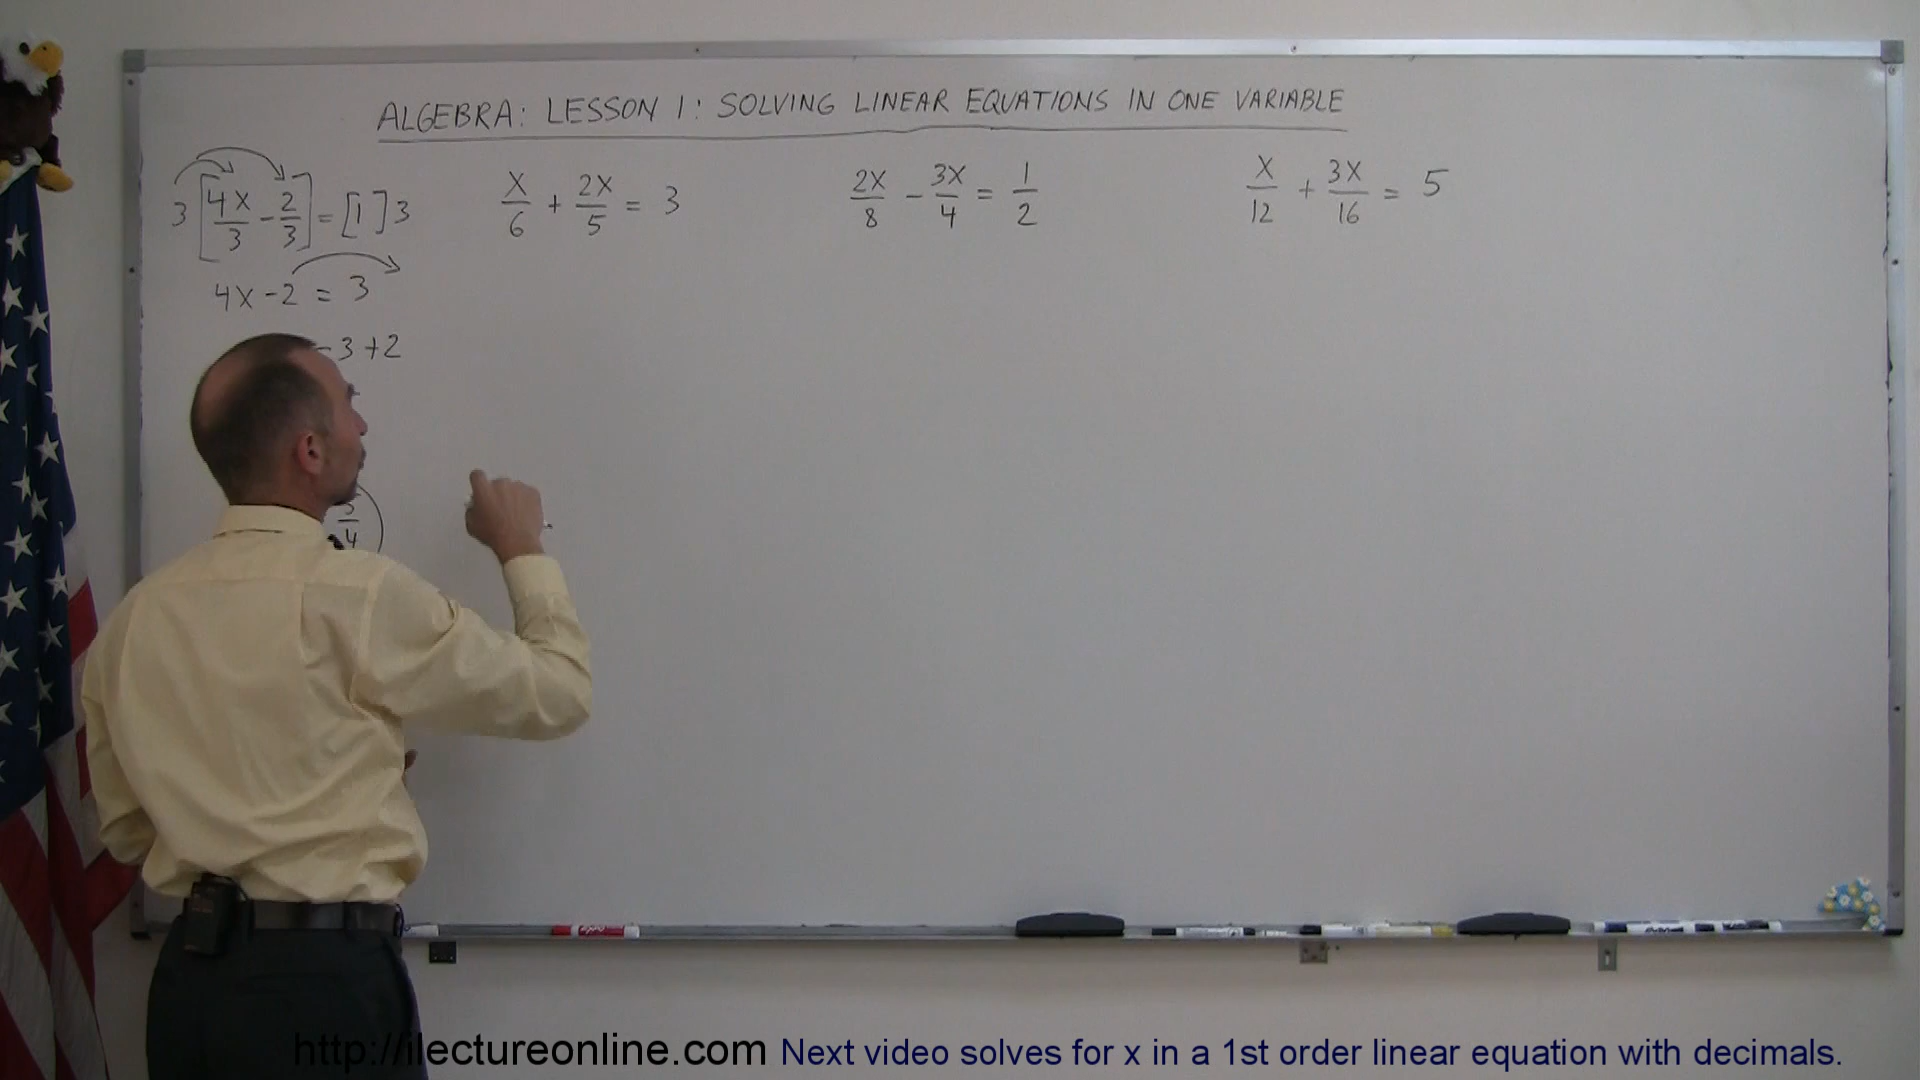 ALGEBRA: LESSON 1: SOLVING LINEAR EQUATIONS IN ONE VARIABLE
3[4X/3 - 2/3] = [1]3
4X - 2 = 3
= 3 + 2
5/4
X/6 + 2X/5 = 3
2X/8 - 3X/4 = 1/2
X/12 + 3X/16 = 5
http://ilectureonline.com Next video solves for x in a 1st order linear equation with decimals.